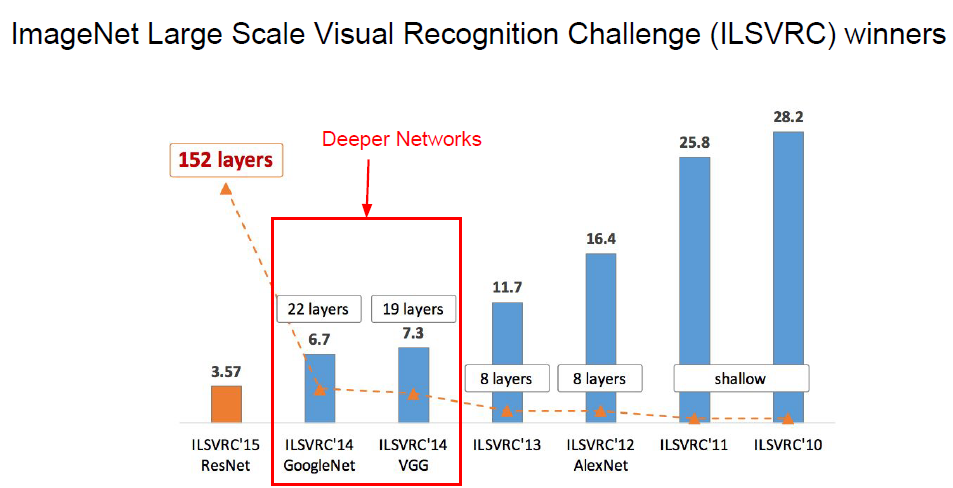 ImageNet Large Scale Visual Recognition Challenge (ILSVRC) winners
Deeper Networks
152 layers
22 layers
19 layers
8 layers
8 layers
shallow
3.57
6.7
7.3
11.7
16.4
25.8
28.2
ILSVRC'15
ResNet
ILSVRC'14
GoogleNet
ILSVRC'14
VGG
ILSVRC'13
ILSVRC'12
AlexNet
ILSVRC'11
ILSVRC'10